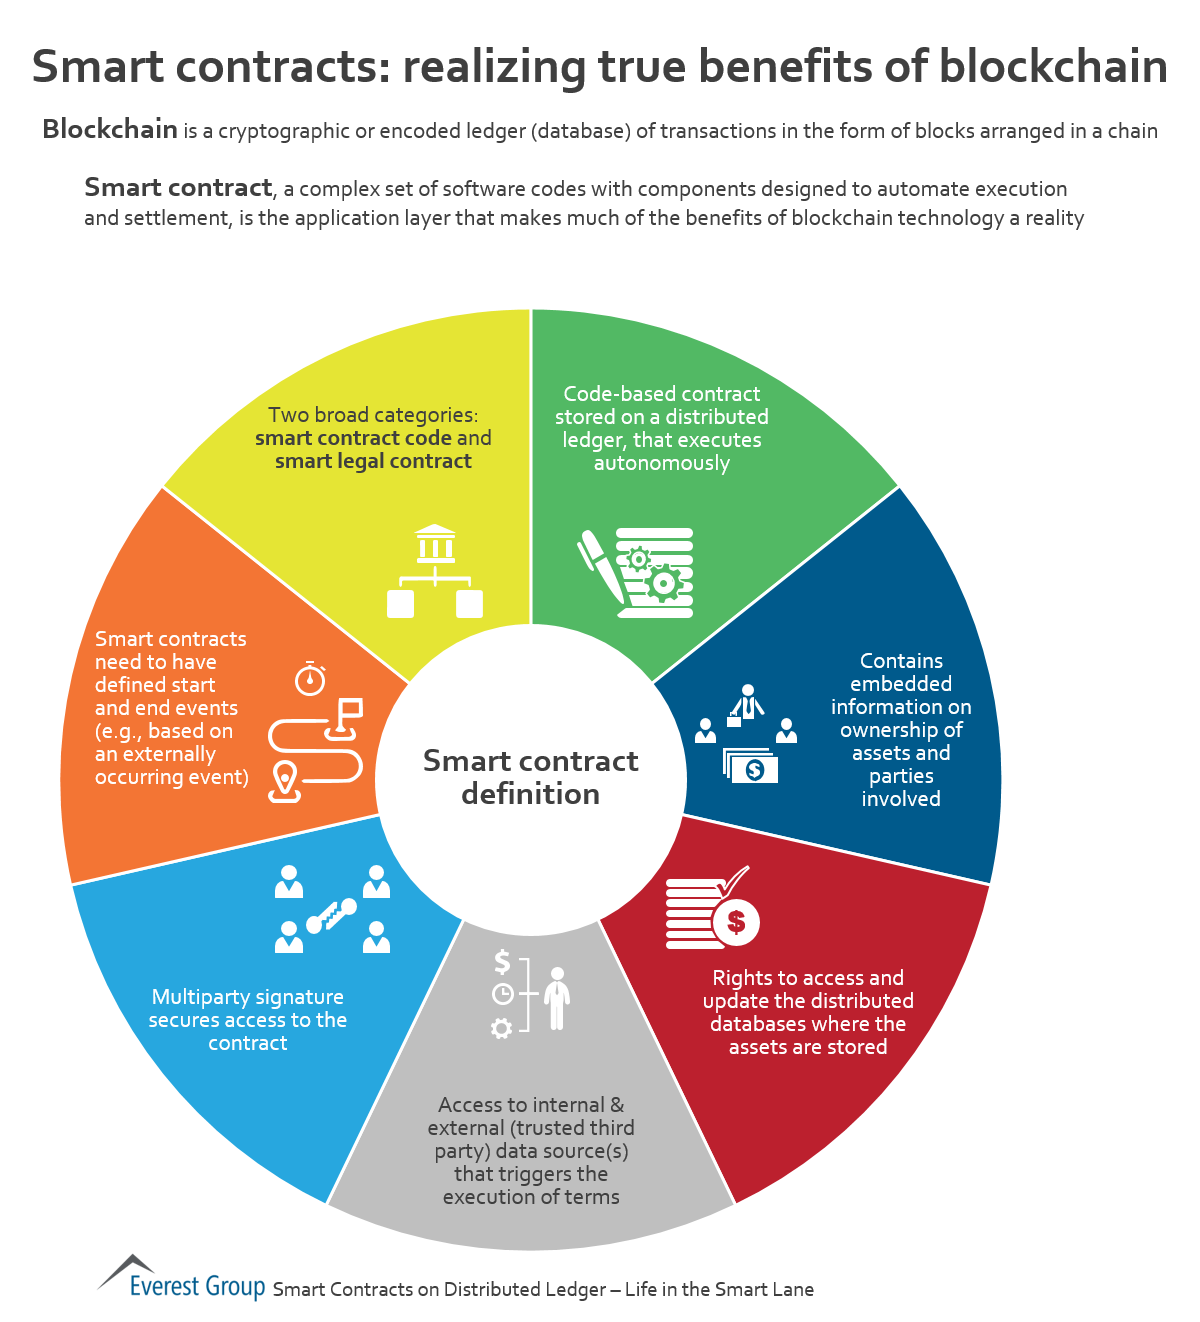 Smart contracts: realizing true benefits of blockchain
Blockchain is a cryptographic or encoded ledger (database) of transactions in the form of blocks arranged in a chain
Smart contract, a complex set of software codes with components designed to automate execution
and settlement, is the application layer that makes much of the benefits of blockchain technology a reality
Two broad categories:
smart contract code and
smart legal contract
Code-based contract
stored on a distributed
ledger, that executes
autonomously
Contains
embedded
information on
ownership of
assets and
parties
involved
$
Rights to access and
update the distributed
databases where the
assets are stored
$
Access to internal &
external (trusted third
party) data source(s)
that triggers the
execution of terms
$
Multiparty signature
secures access to the
contract
Smart contracts
need to have
defined start
and end events
(e.g., based on
an externally
occurring event)
Smart contract
definition
Everest Group Smart Contracts on Distributed Ledger – Life in the Smart Lane